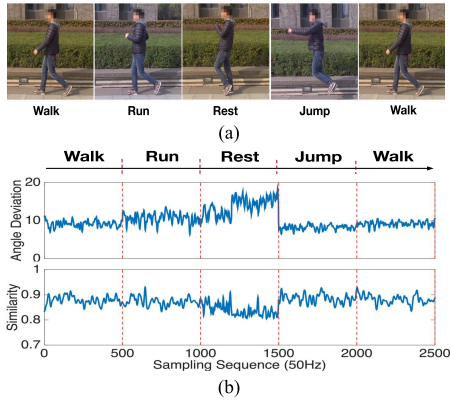 Walk Run Rest Jump Walk
(a)
Walk Run Rest Jump Walk
20
10
0
Angle Deviation
1
0.9
0.8
0.7
Similarity
0 500 1000 1500 2000 2500
Sampling Sequence (50Hz)
(b)